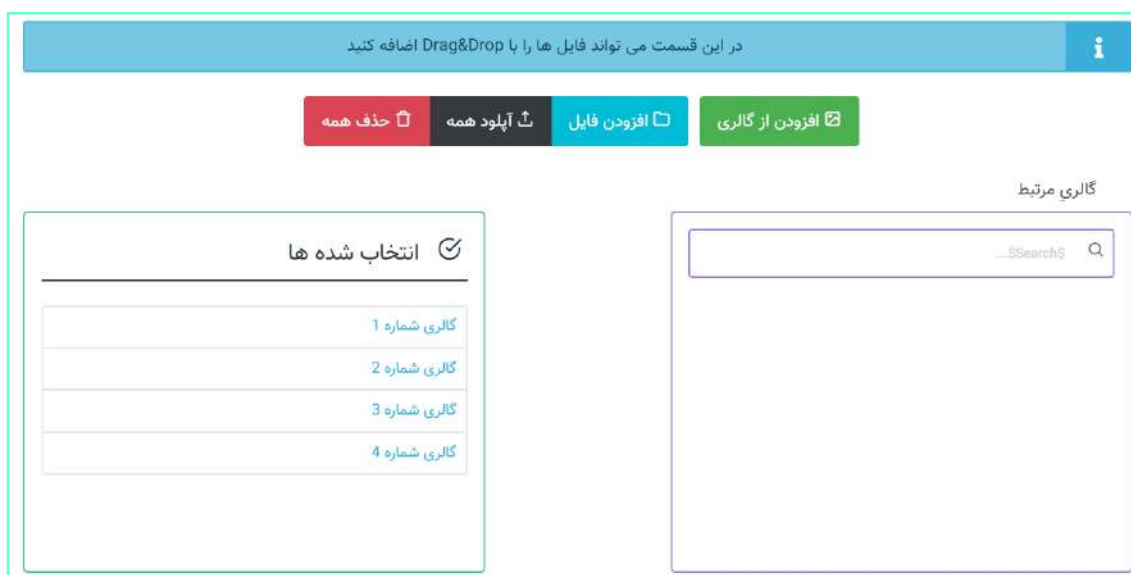 در این قسمت می تواند فایل ها را با Drag&Drop اضافه کنید
افزودن از گالری
افزودن فایل
آپلود همه
حذف همه
گالري مرتبط
$Search$...
انتخاب شده ها
گالری شماره 1
گالری شماره 2
گالری شماره 3
گالری شماره 4